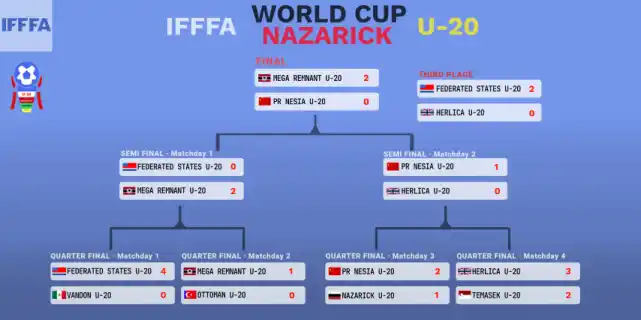 IFFFA
IFFFA WORLD CUP NAZARICK U-20
FINAL
MEGA REMNANT U-20 2
PR NESIA U-20 0
THIRD PLACE
FEDERATED STATES U-20 2
HERLICA U-20 0
SEMI FINAL - Matchday 1
FEDERATED STATES U-20 0
MEGA REMNANT U-20 2
SEMI FINAL - Matchday 2
PR NESIA U-20 1
HERLICA U-20 0
QUARTER FINAL - Matchday 1
FEDERATED STATES U-20 4
VANDON U-20 0
QUARTER FINAL - Matchday 2
MEGA REMNANT U-20 1
OTTOMAN U-20 0
QUARTER FINAL - Matchday 3
PR NESIA U-20 2
NAZARICK U-20 1
QUARTER FINAL - Matchday 4
HERLICA U-20 3
TEMASEK U-20 2